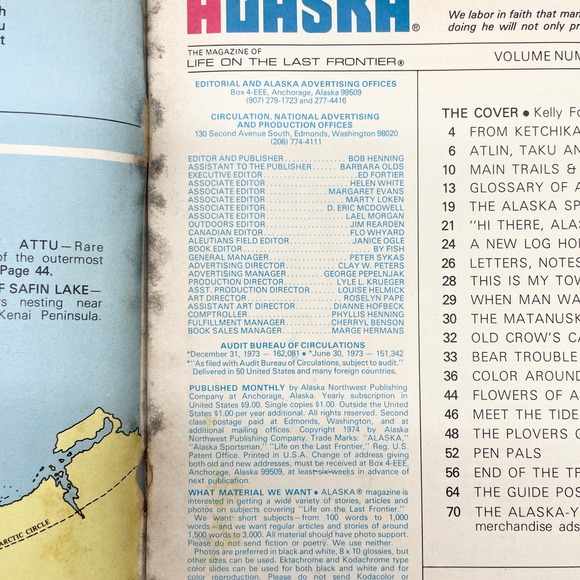 ATTU—Rare
of the outermost
Page 44.
OF SAFIN LAKE—
nesting near
Kenai Peninsula.
ARCTIC CIRCLE
ALASKA®
THE MAGAZINE OF
LIFE ON THE LAST FRONTIER®
EDITORIAL AND ALASKA ADVERTISING OFFICES
Box 4-EEE, Anchorage, Alaska 99509
(907) 279-1723 and 277-4416
CIRCULATION, NATIONAL ADVERTISING
AND PRODUCTION OFFICES
130 Second Avenue South, Edmonds, Washington 98020
(206) 774-4111
EDITOR AND PUBLISHER BOB HENNING
ASSISTANT TO THE PUBLISHER BARBARA OLDS
EXECUTIVE EDITOR ED FORTIER
ASSOCIATE EDITOR HELEN WHITE
ASSOCIATE EDITOR MARGARET EVANS
ASSOCIATE EDITOR MARTY LOKEN
ASSOCIATE EDITOR D. ERIC MCDOWELL
ASSOCIATE EDITOR LAEL MORGAN
OUTDOORS EDITOR JIM REARDEN
CANADIAN EDITOR FLO WHYARD
ALEUTIANS FIELD EDITOR JANICE OGLE
BOOK EDITOR BY FISH
GENERAL MANAGER PETER SYKAS
ADVERTISING DIRECTOR CLAY W. PETERS
ADVERTISING MANAGER GEORGE PEPELNJAK
PRODUCTION DIRECTOR LYLE L. KRUEGER
ASST. PRODUCTION DIRECTOR LOUISE HELMICK
ART DIRECTOR ROSELYN PAPE
ASSISTANT ART DIRECTOR DIANNE HOFBECK
COMPTROLLER PHYLLIS HENNING
FULFILLMENT MANAGER CHERRYL BENSON
BOOK SALES MANAGER MARGE HERMANS
AUDIT BUREAU OF CIRCULATIONS
*December 31, 1973 — 162,081 • *June 30, 1973 — 151,342
*"As filed with Audit Bureau of Circulations, subject to audit."
Delivered in 50 United States and many foreign countries.
PUBLISHED MONTHLY by Alaska Northwest Publishing
Company at Anchorage, Alaska. Yearly subscription in
United States $9.00. Single copies $1.00. Outside the United
States $1.00 per year additional. All rights reserved. Second
class postage paid at Edmonds, Washington, and at
additional mailing offices. Copyright 1974 by Alaska
Northwest Publishing Company. Trade Marks: "ALASKA,"
"Alaska Sportsman," "Life on the Last Frontier," Reg. U.S.
Patent Office. Printed in U.S.A. Change of address giving
both old and new addresses, must be received at Box 4-EEE,
Anchorage, Alaska 99509, at least six weeks in advance of
next publication.
WHAT MATERIAL WE WANT • ALASKA® magazine is
interested in getting a wide variety of stories, articles and
photos on subjects covering "Life on the Last Frontier."
We want short subjects—from 100 words to 1,000
words—and we want regular articles and stories of around
1,500 words to 3,000. All material should have photo support.
Please do not send fiction or poetry. We use neither.
Photos are preferred in black and white, 8 x 10 glossies, but
other sizes can be used. Ektachrome and Kodachrome type
color slides can be used for both black and white and for
color reproduction. Please do not send Kodacolor or
We labor in faith that man
doing he will not only pr
VOLUME NUM
THE COVER • Kelly Fo
4 FROM KETCHIKA
6 ATLIN, TAKU AN
10 MAIN TRAILS &
13 GLOSSARY OF A
19 THE ALASKA SP
21 "HI THERE, ALAS
24 A NEW LOG HO
26 LETTERS, NOTES
28 THIS IS MY TOW
29 WHEN MAN WA
30 THE MATANUSK
32 OLD CROW'S CA
33 BEAR TROUBLE
36 COLOR AROUND
44 FLOWERS OF A
46 MEET THE TIDE
48 THE PLOVERS O
52 PEN PALS
56 END OF THE TR
64 THE GUIDE POS
70 THE ALASKA-Y
merchandise ads